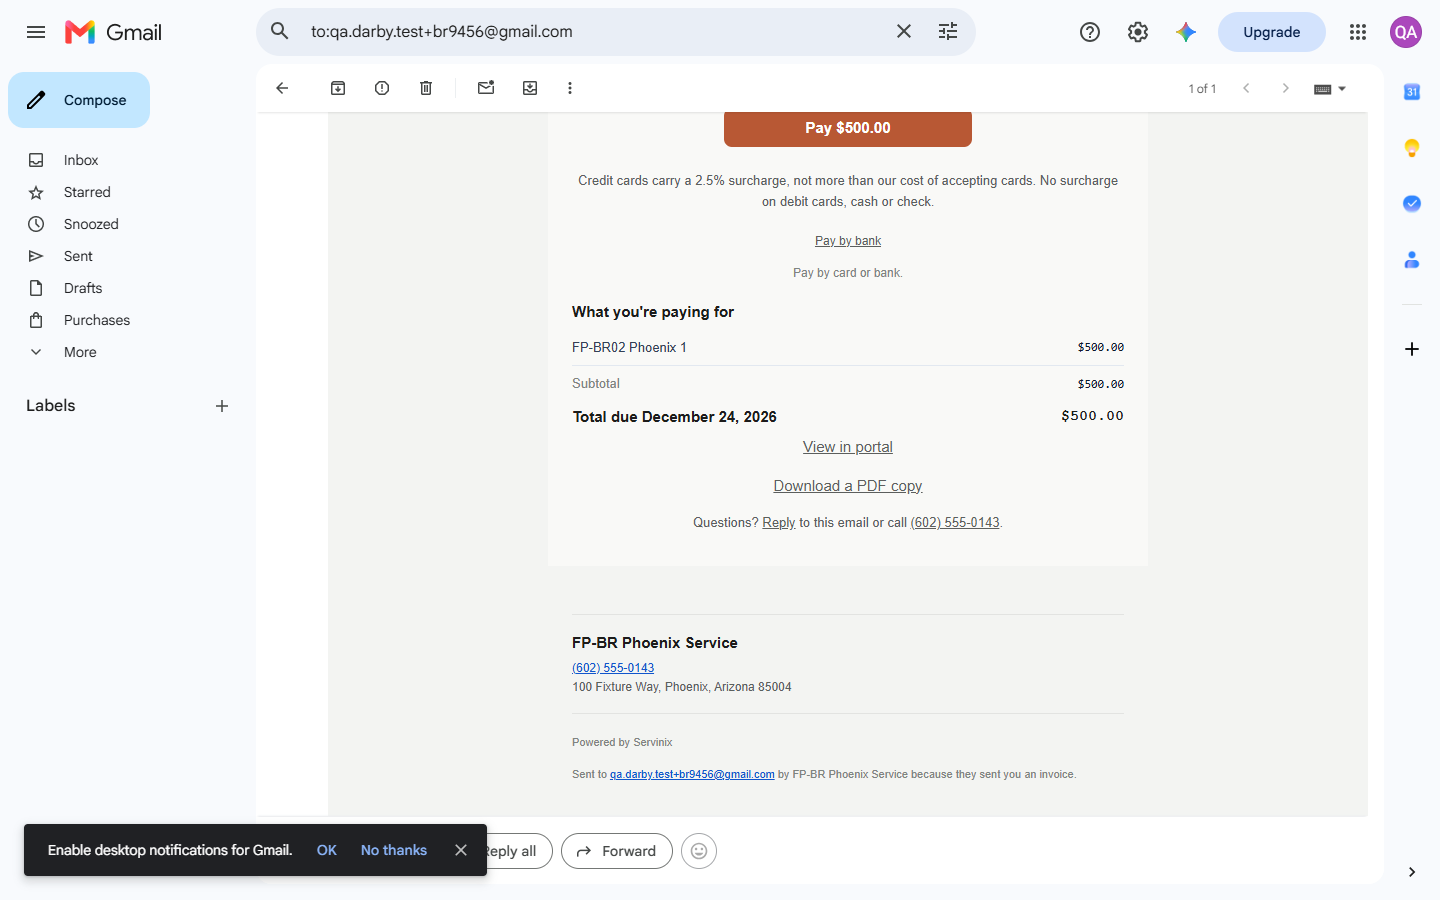 Gmail
to:qa.darby.test+br9456@gmail.com
Upgrade
QA
Compose
1 of 1
31
Inbox
Starred
Snoozed
Sent
Drafts
Purchases
More
Labels
Pay $500.00
Credit cards carry a 2.5% surcharge, not more than our cost of accepting cards. No surcharge
on debit cards, cash or check.
Pay by bank
Pay by card or bank.
What you're paying for
FP-BR02 Phoenix 1 $500.00
Subtotal $500.00
Total due December 24, 2026 $500.00
View in portal
Download a PDF copy
Questions? Reply to this email or call (602) 555-0143.
FP-BR Phoenix Service
(602) 555-0143
100 Fixture Way, Phoenix, Arizona 85004
Powered by Servinix
Sent to qa.darby.test+br9456@gmail.com by FP-BR Phoenix Service because they sent you an invoice.
Enable desktop notifications for Gmail. OK No thanks
Reply all
Forward